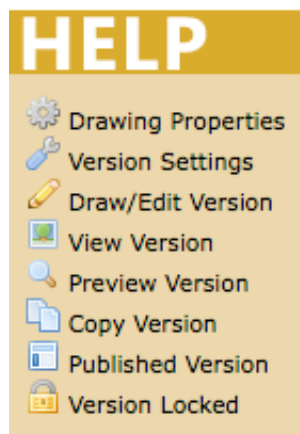 HELP
Drawing Properties
Version Settings
Draw/Edit Version
View Version
Preview Version
Copy Version
Published Version
Version Locked